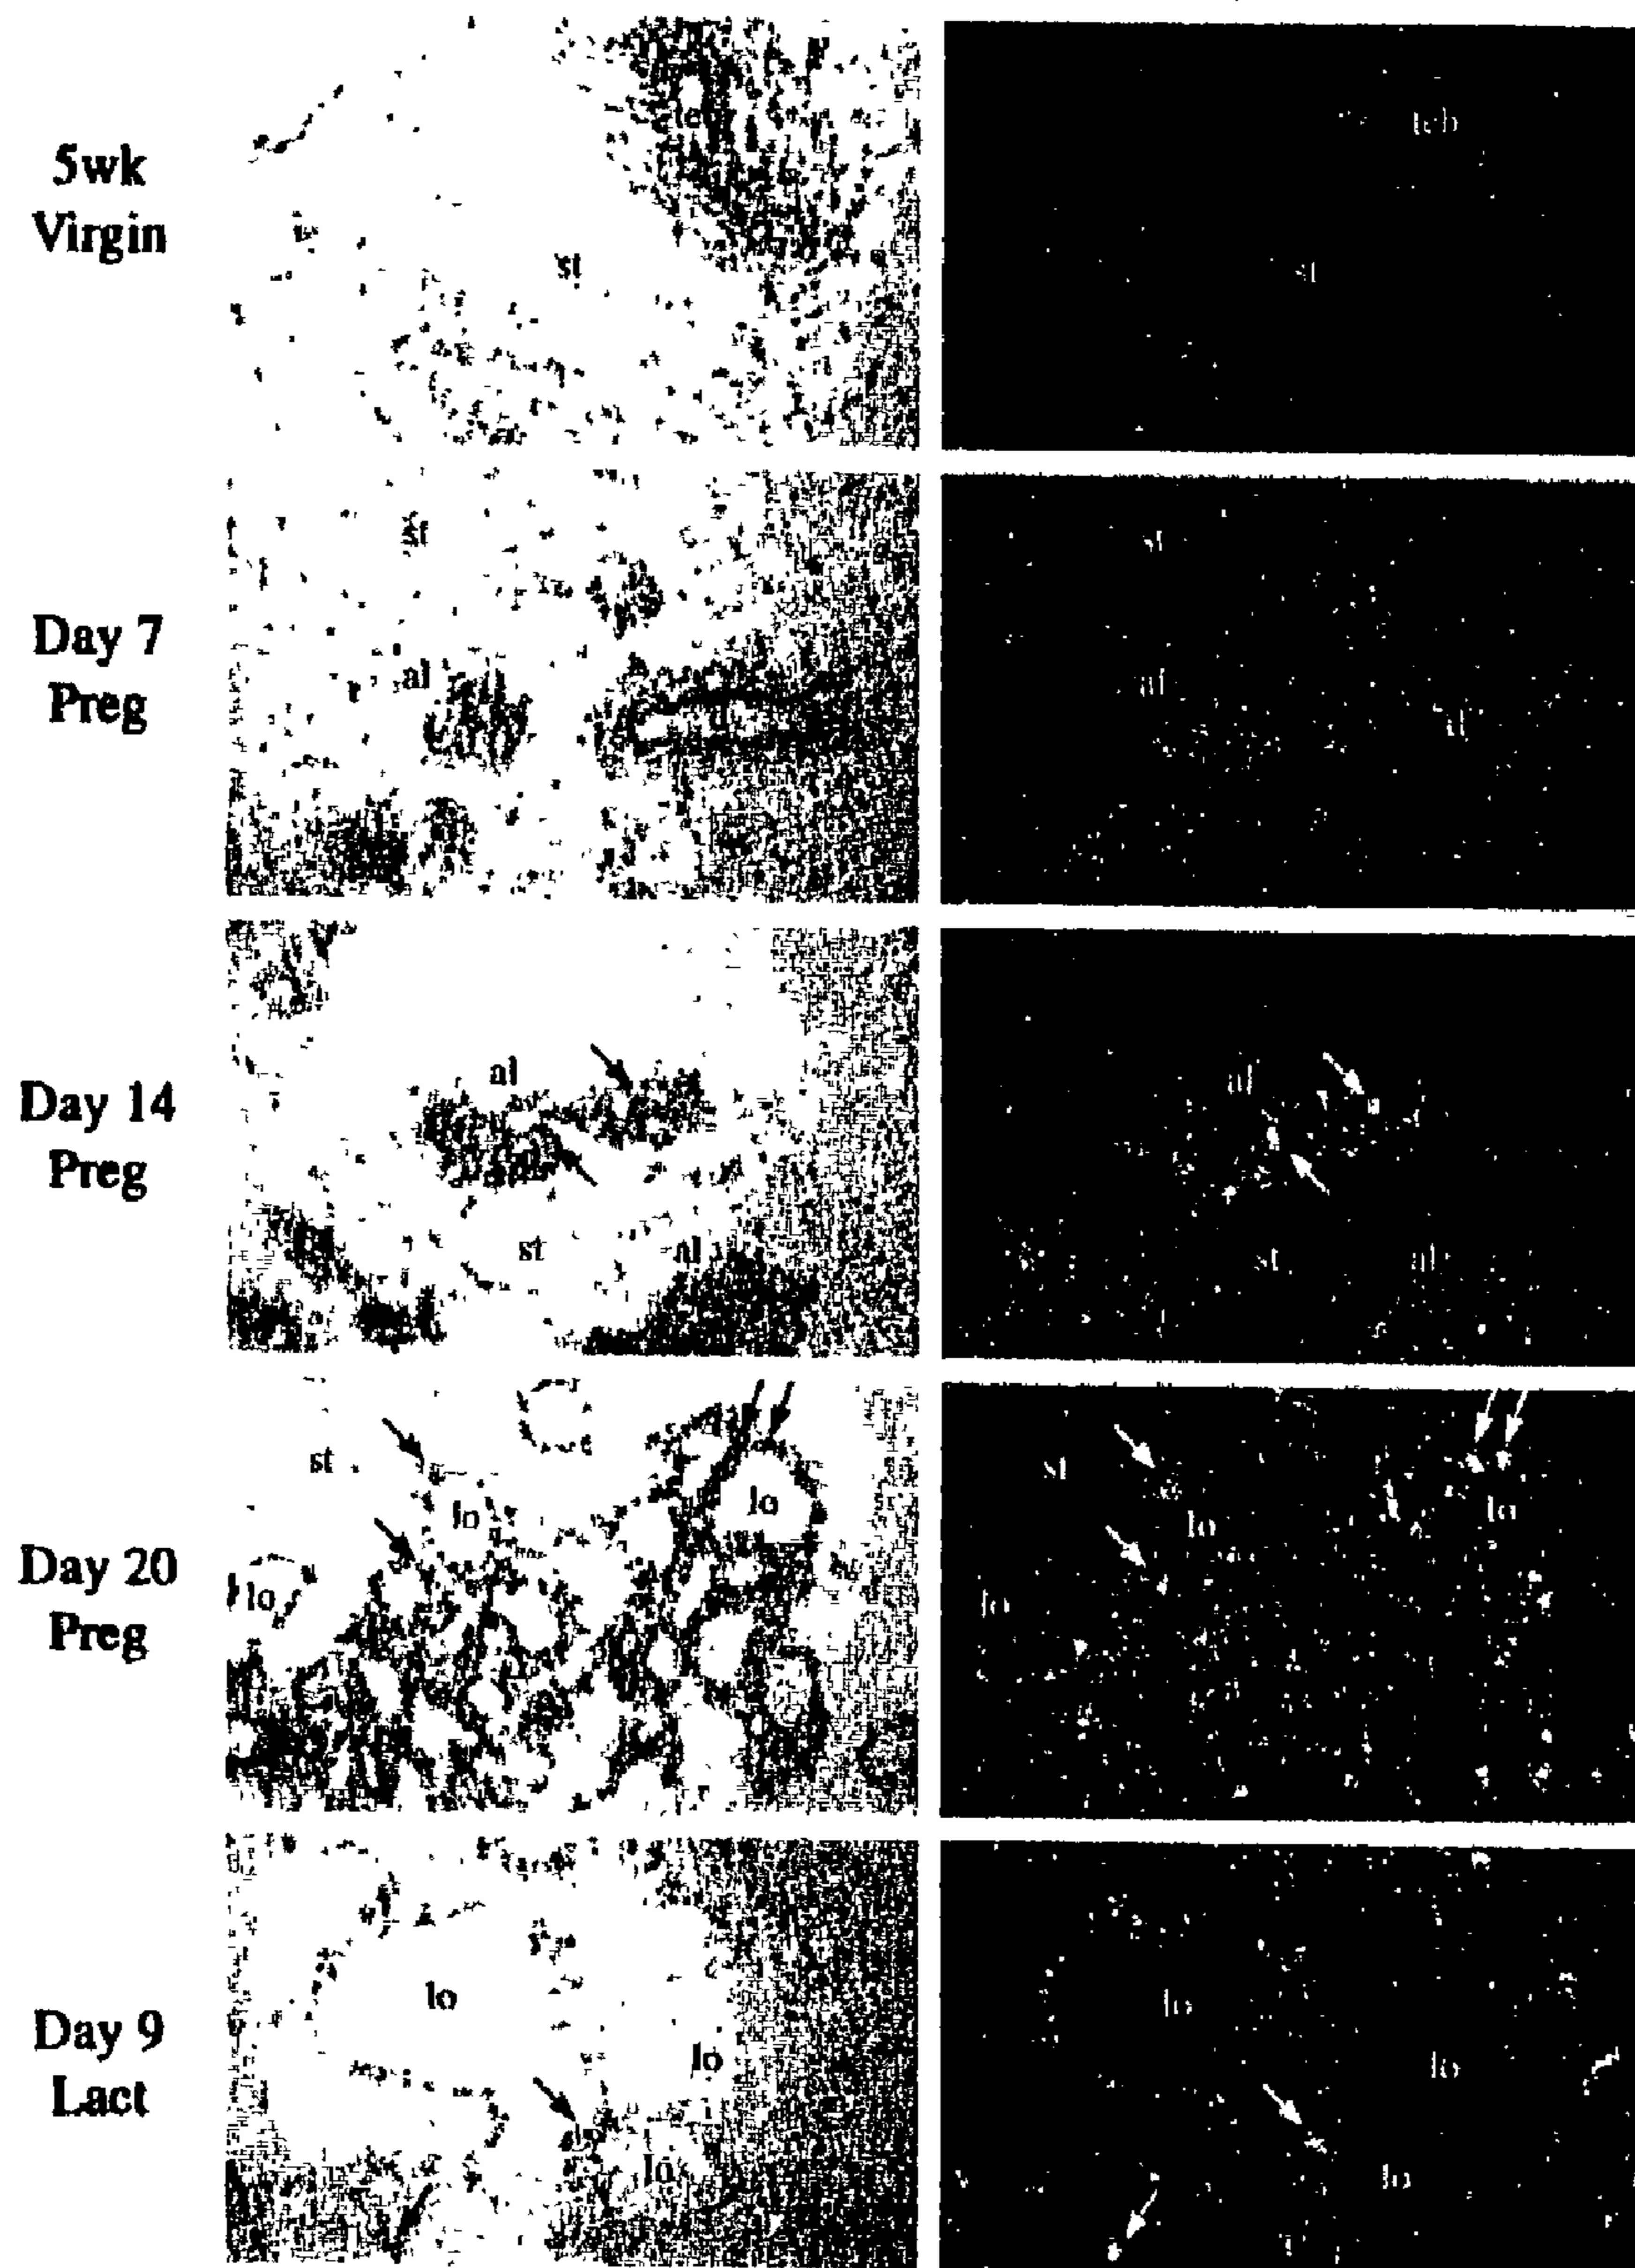 5wk
Virgin
teb
st
st
Day 7
Preg
st
al
st
al
al
Day 14
Preg
al
st
al
al
st
al
Day 20
Preg
st
lo
lo
lo
st
lo
lo
lo
Day 9
Lact
lo
lo
lo
lo
lo
lo